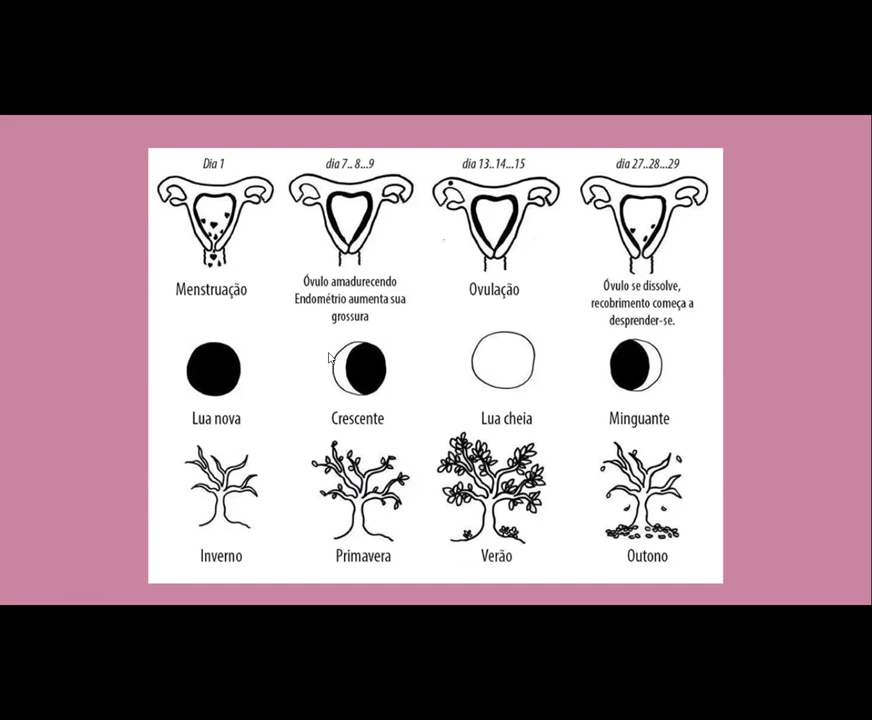 Dia 1
dia 7.. 8...9
dia 13..14...15
dia 27...28...29
Menstruação
Óvulo amadurecendo
Endométrio aumenta sua
grossura
Ovulação
Óvulo se dissolve,
recobrimento começa a
desprender-se.
Lua nova
Crescente
Lua cheia
Minguante
Inverno
Primavera
Verão
Outono